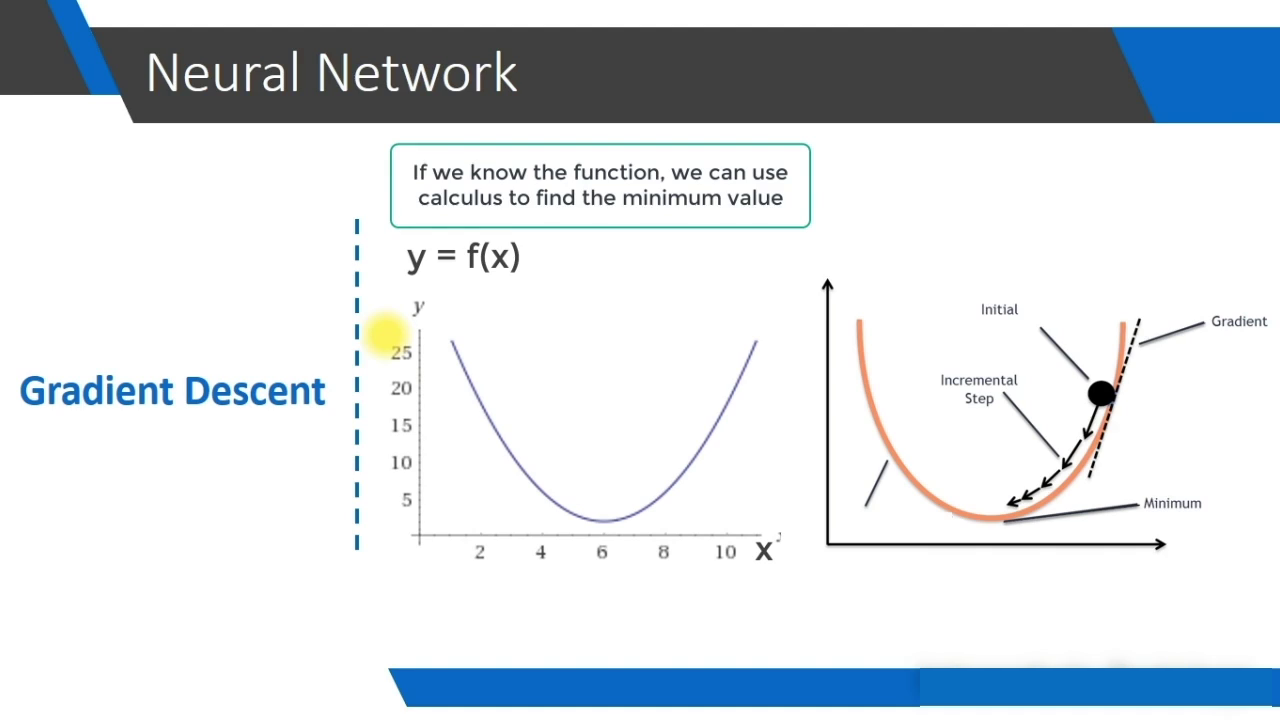 Neural Network
If we know the function, we can use
calculus to find the minimum value
y = f(x)
Gradient Descent
y
25
20
15
10
5
2 4 6 8 10 x
Initial
Gradient
Incremental
Step
Minimum